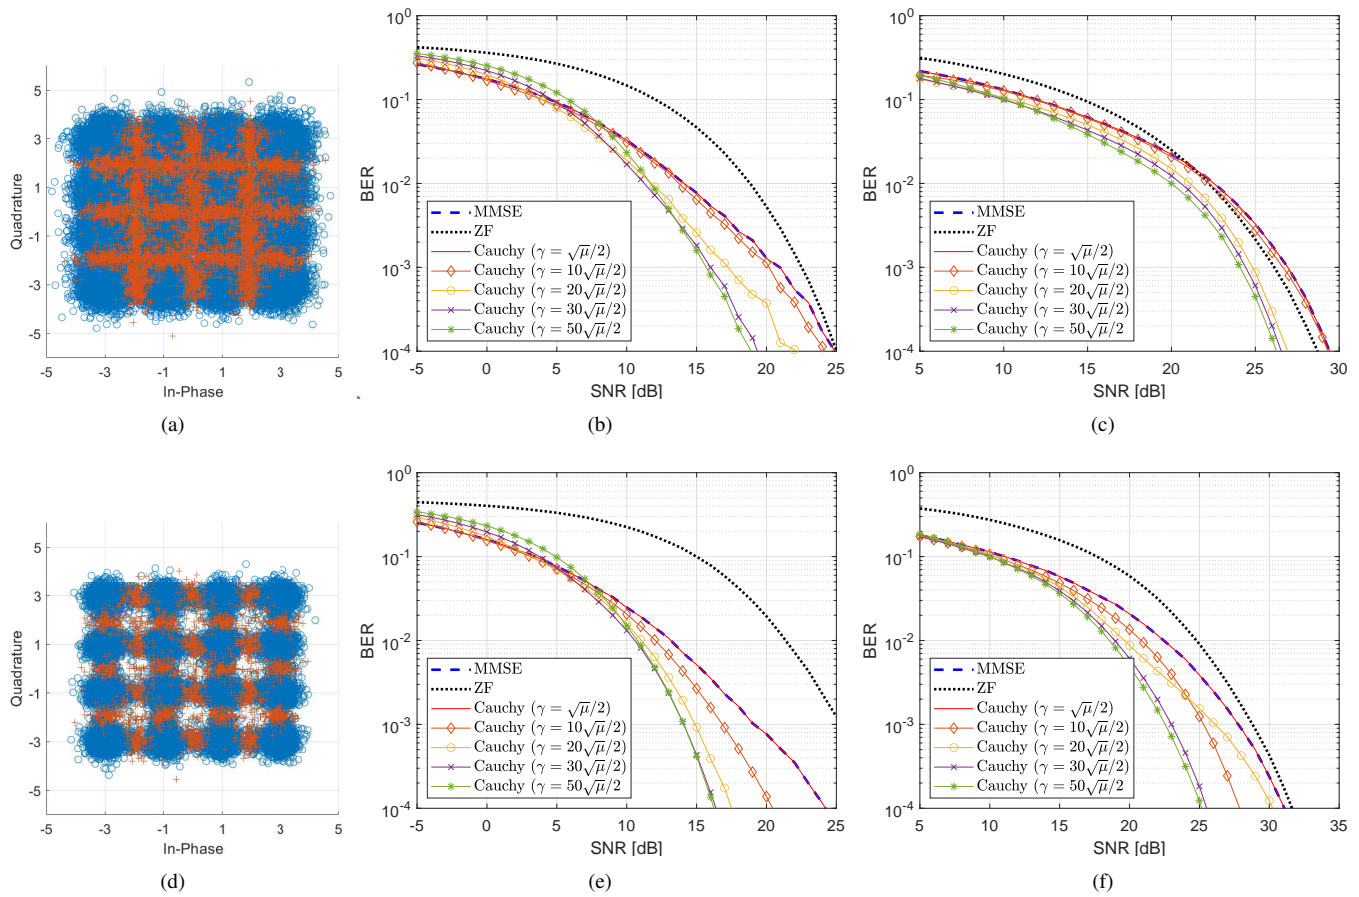 Quadrature
5
3
1
-1
-3
-5
-5 -3 -1 1 3 5
In-Phase
(a)
BER
10^0
10^-1
10^-2
10^-3
10^-4
MMSE
ZF
Cauchy (γ = √μ/2)
Cauchy (γ = 10√μ/2)
Cauchy (γ = 20√μ/2)
Cauchy (γ = 30√μ/2)
Cauchy (γ = 50√μ/2
-5 0 5 10 15 20 25
SNR [dB]
(b)
BER
10^0
10^-1
10^-2
10^-3
10^-4
MMSE
ZF
Cauchy (γ = √μ/2)
Cauchy (γ = 10√μ/2)
Cauchy (γ = 20√μ/2)
Cauchy (γ = 30√μ/2)
Cauchy (γ = 50√μ/2
5 10 15 20 25 30
SNR [dB]
(c)
Quadrature
5
3
1
-1
-3
-5
-5 -3 -1 1 3 5
In-Phase
(d)
BER
10^0
10^-1
10^-2
10^-3
10^-4
MMSE
ZF
Cauchy (γ = √μ/2)
Cauchy (γ = 10√μ/2)
Cauchy (γ = 20√μ/2)
Cauchy (γ = 30√μ/2)
Cauchy (γ = 50√μ/2
-5 0 5 10 15 20 25
SNR [dB]
(e)
BER
10^0
10^-1
10^-2
10^-3
10^-4
MMSE
ZF
Cauchy (γ = √μ/2)
Cauchy (γ = 10√μ/2)
Cauchy (γ = 20√μ/2)
Cauchy (γ = 30√μ/2)
Cauchy (γ = 50√μ/2
5 10 15 20 25 30 35
SNR [dB]
(f)